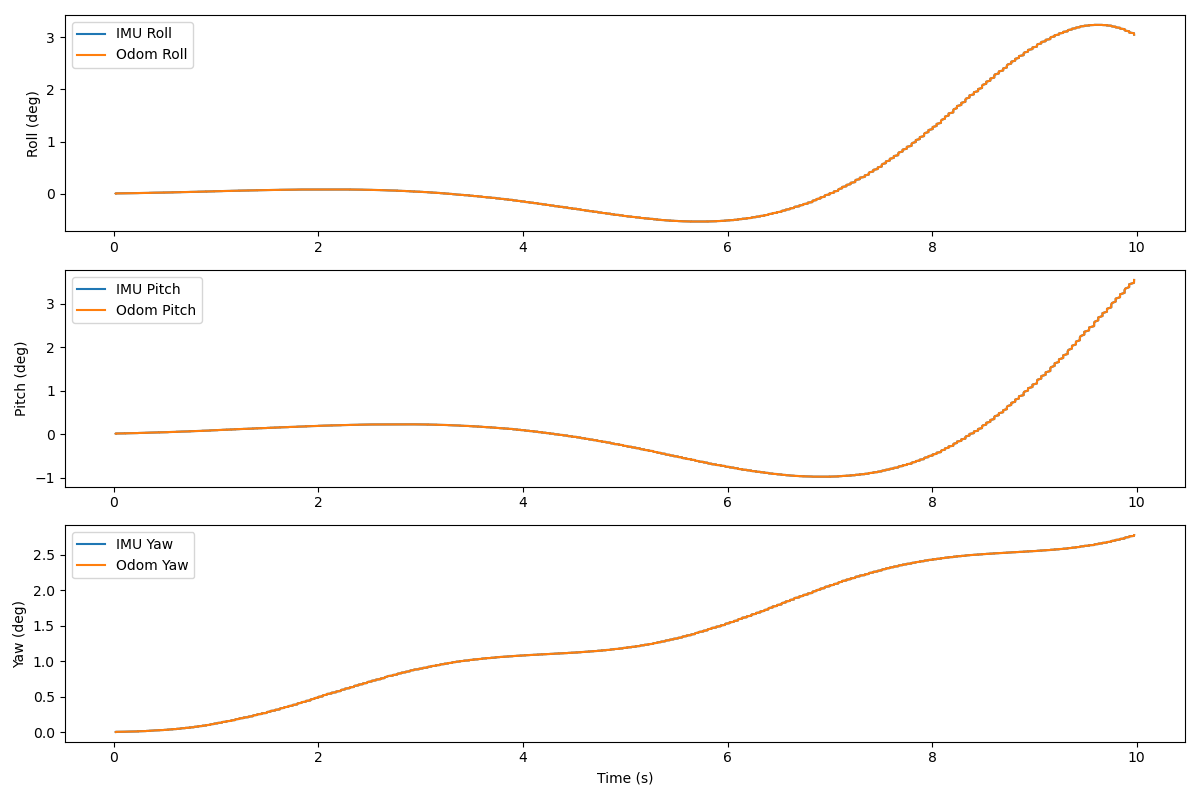 IMU Roll
Odom Roll
Roll (deg)
3
2
1
0
0 2 4 6 8 10
IMU Pitch
Odom Pitch
Pitch (deg)
3
2
1
0
−1
0 2 4 6 8 10
IMU Yaw
Odom Yaw
Yaw (deg)
2.5
2.0
1.5
1.0
0.5
0.0
0 2 4 6 8 10
Time (s)